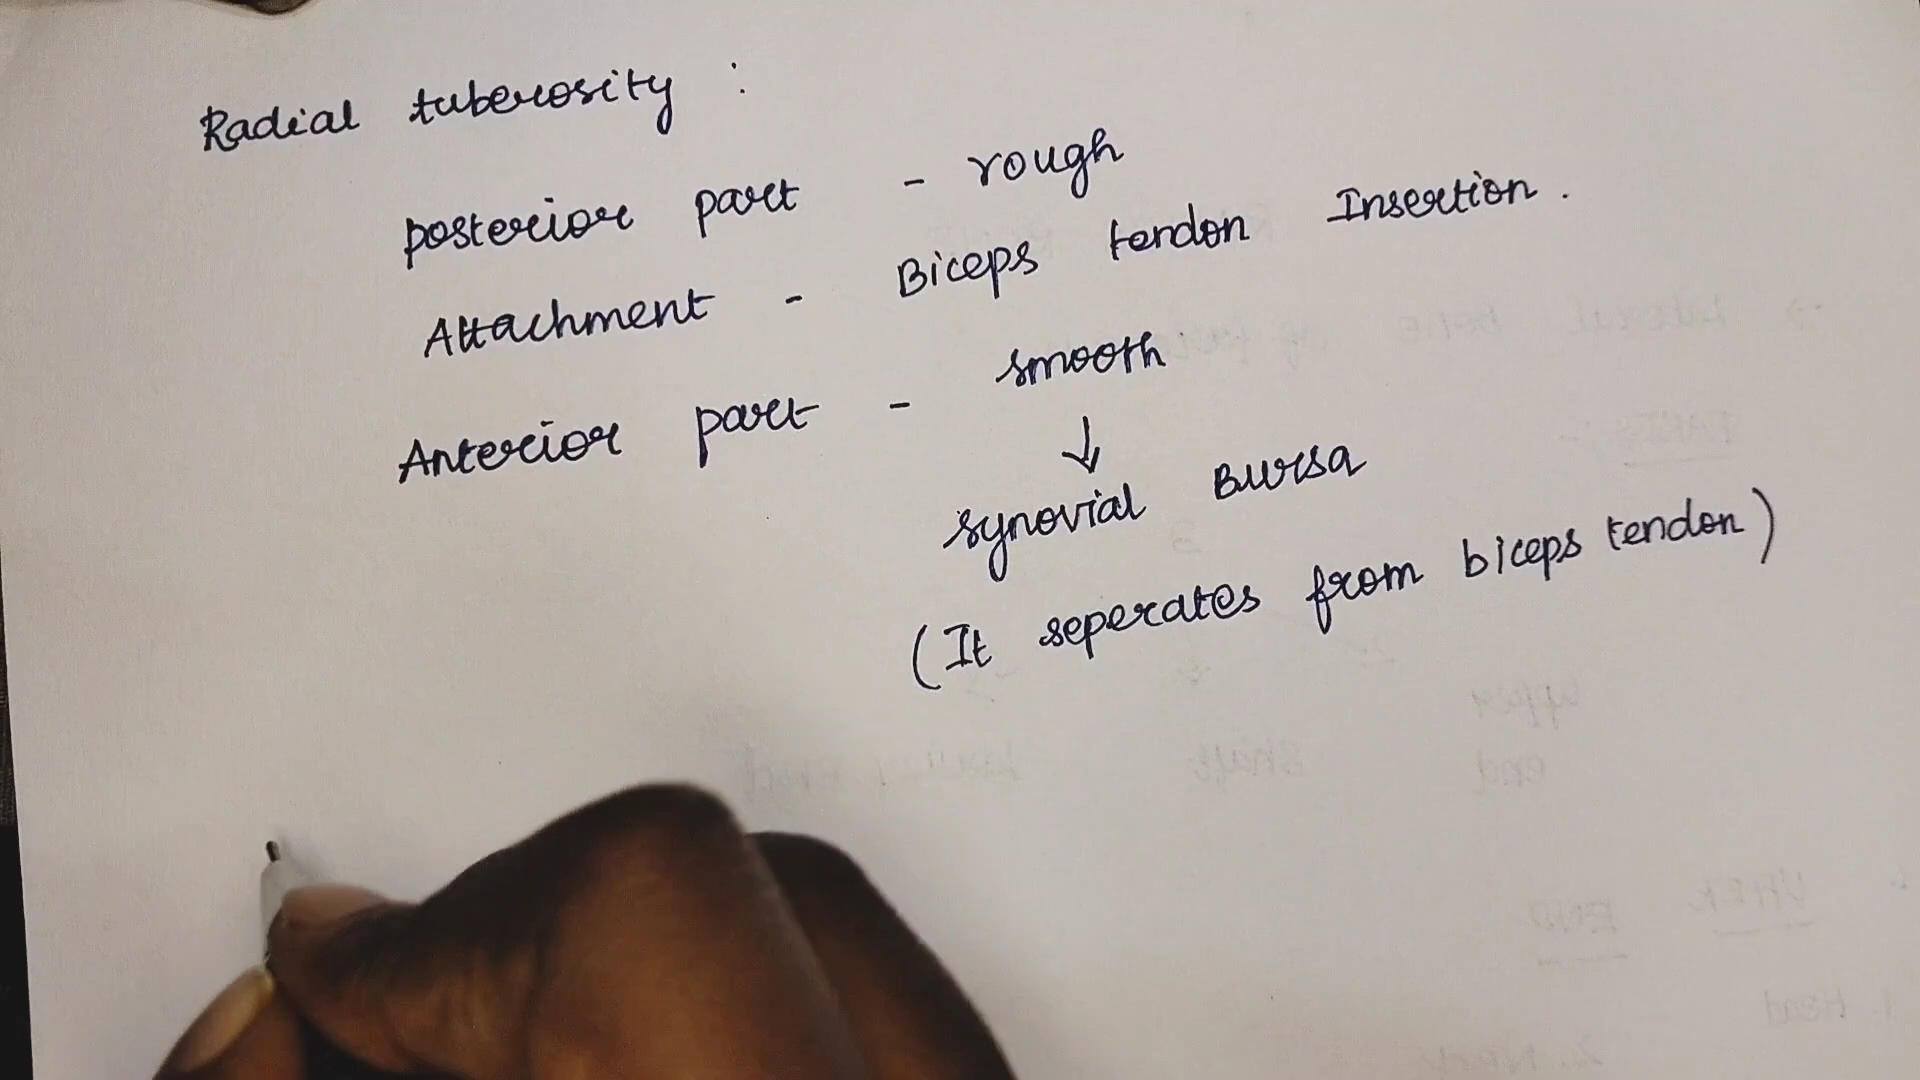 Radial tuberosity :
posterior part - rough
Attachment - Biceps tendon Insertion .
Anterior part - smooth
↓
synovial Bursa
(It seperates from biceps tendon)